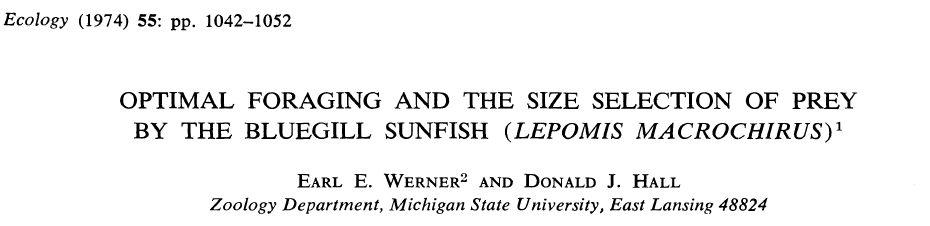 Ecology (1974) 55: pp. 1042–1052
OPTIMAL FORAGING AND THE SIZE SELECTION OF PREY
BY THE BLUEGILL SUNFISH (LEPOMIS MACROCHIRUS)¹
EARL E. WERNER² AND DONALD J. HALL
Zoology Department, Michigan State University, East Lansing 48824